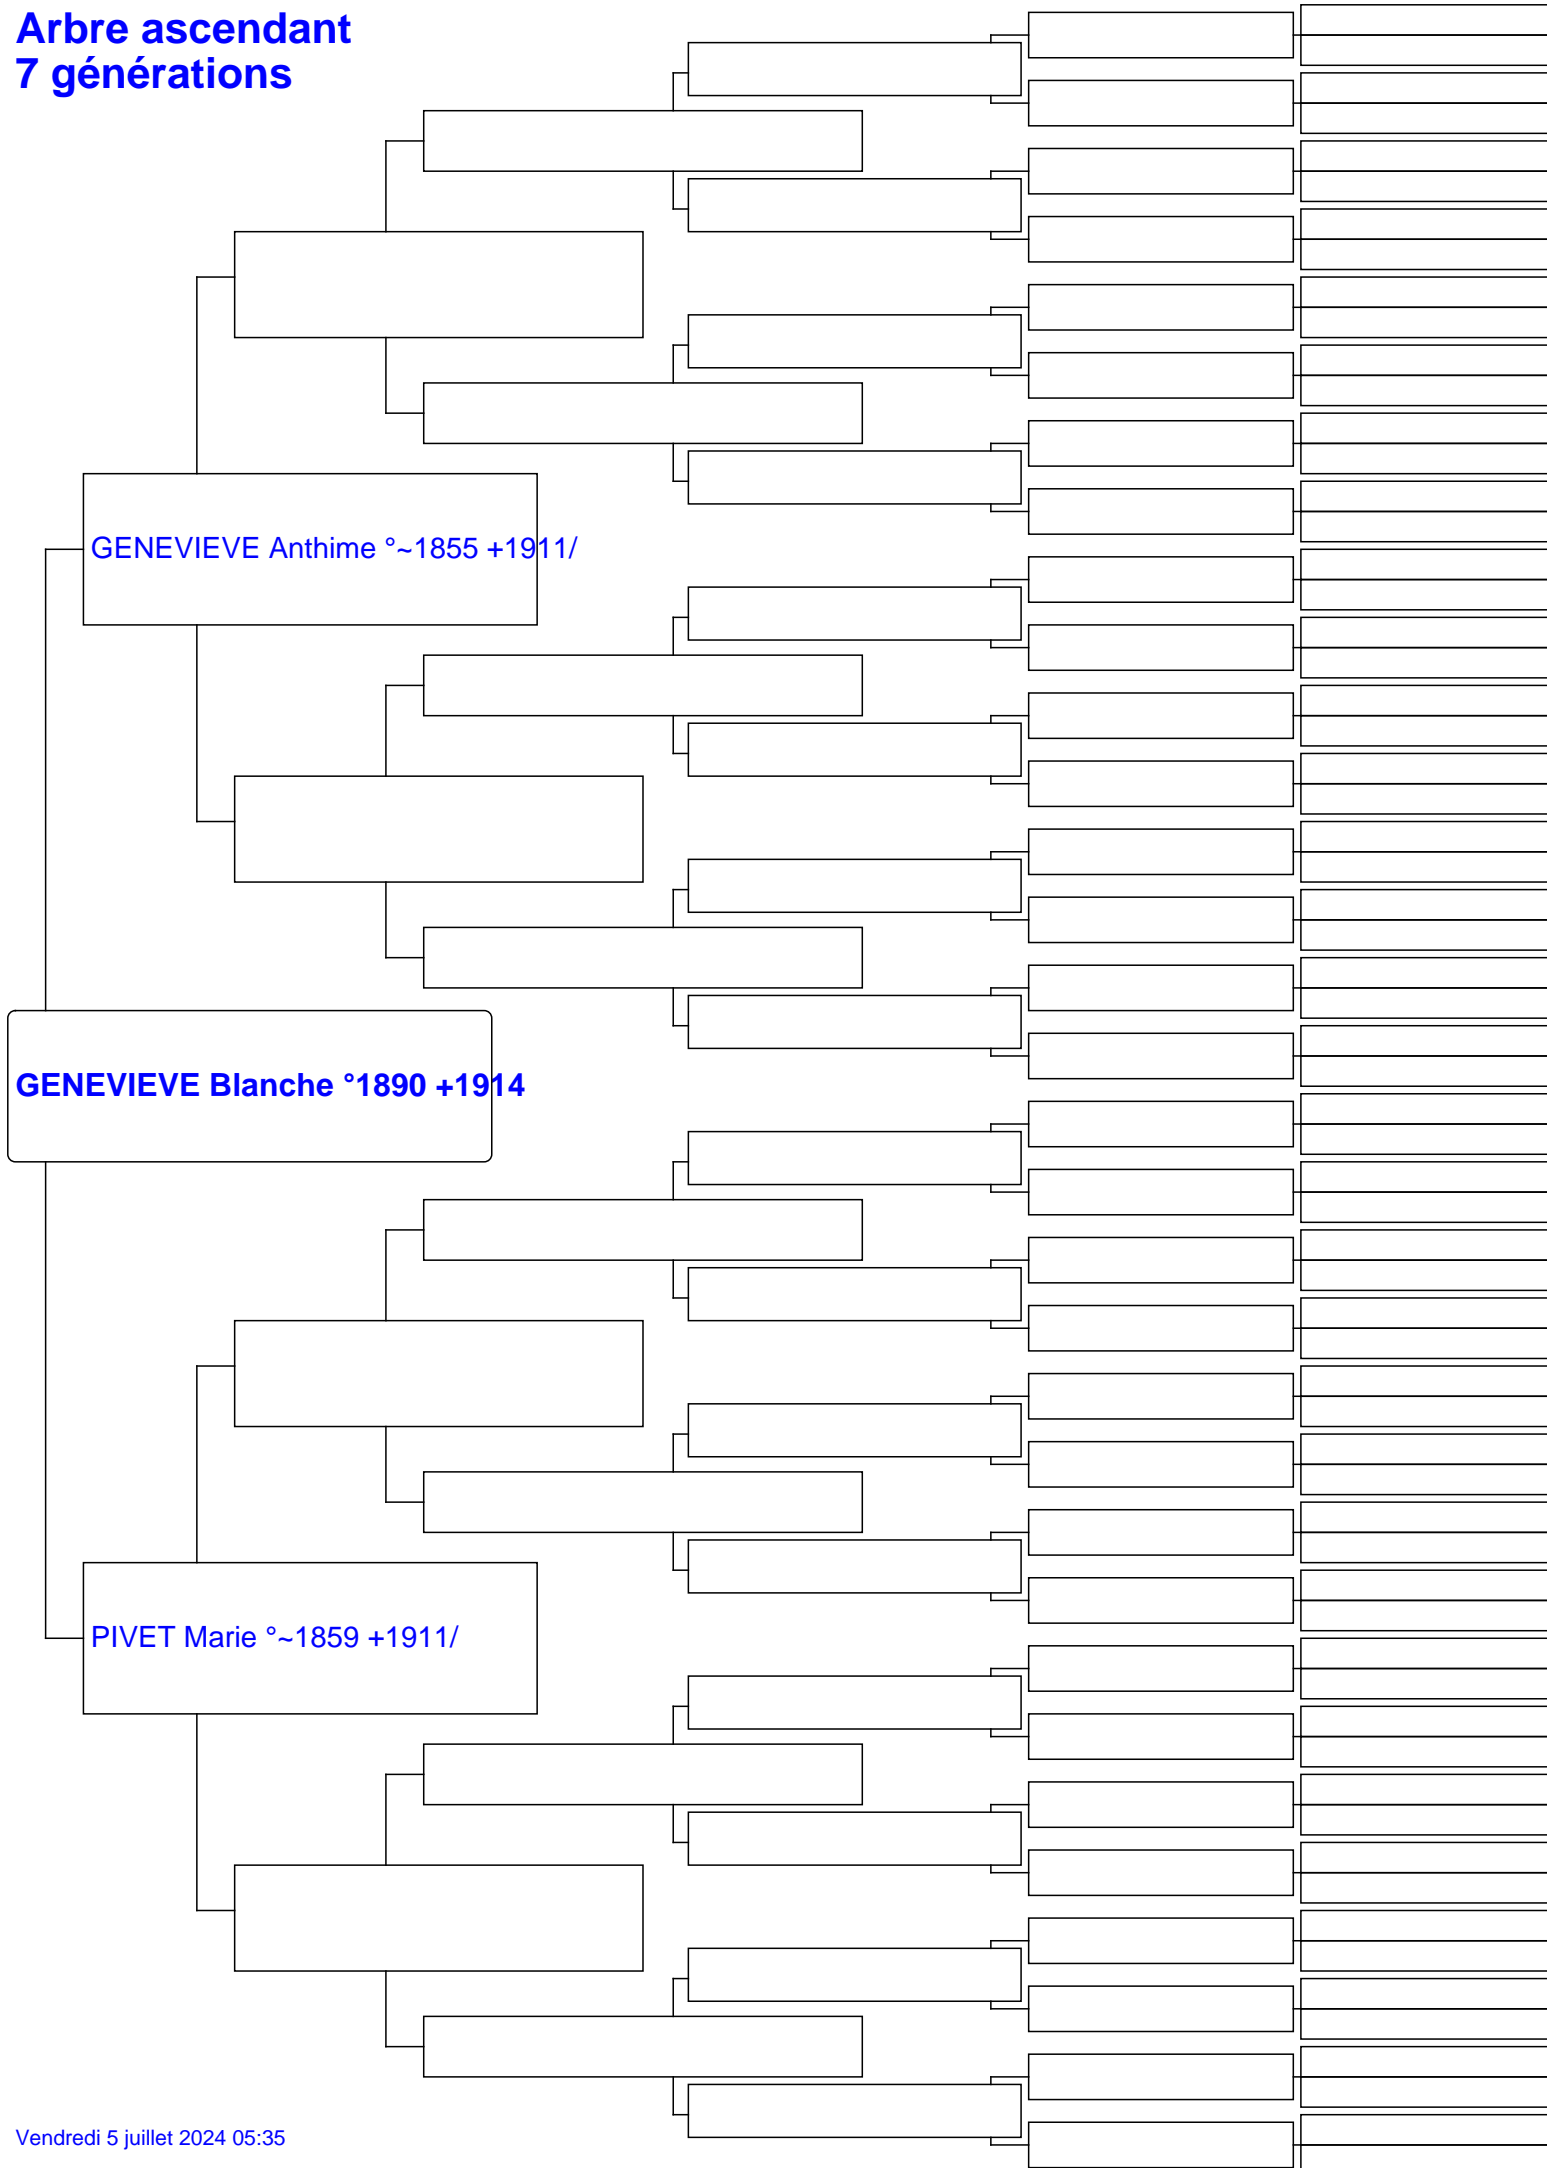 Arbre ascendant
7 générations
GENEVIEVE Anthime °~1855 +1911/
GENEVIEVE Blanche °1890 +1914
PIVET Marie °~1859 +1911/
Vendredi 5 juillet 2024 05:35